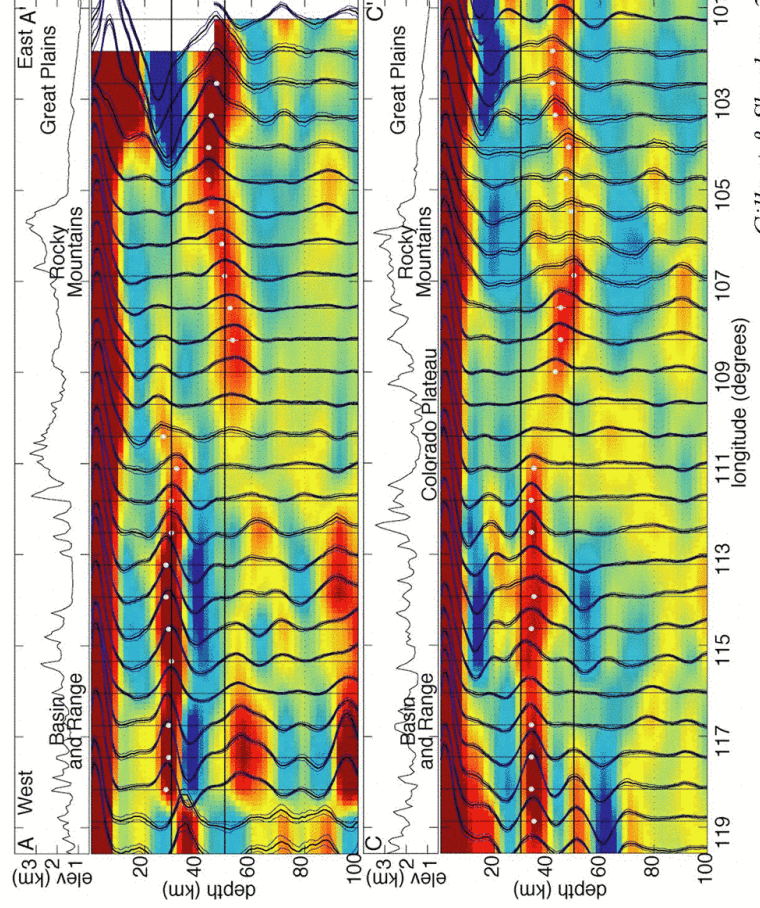 A
West
East A'
Basin
and Range
Rocky
Mountains
Great Plains
3
2
1
elev (km)
20
40
60
80
100
depth (km)
C
C'
Basin
and Range
Colorado Plateau
Rocky
Mountains
Great Plains
3
2
1
elev (km)
20
40
60
80
100
depth (km)
119
117
115
113
111
109
107
105
103
101
longitude (degrees)